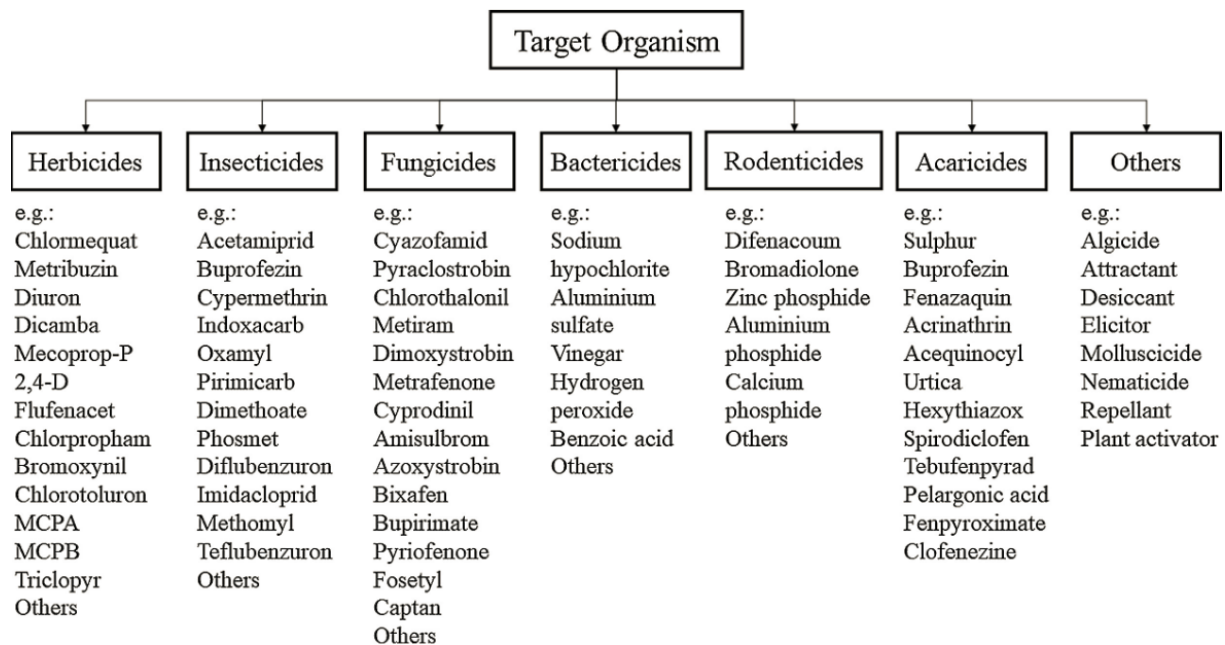 Target Organism
Herbicides
e.g.:
Chlormequat
Metribuzin
Diuron
Dicamba
Mecoprop-P
2,4-D
Flufenacet
Chlorpropham
Bromoxynil
Chlorotoluron
MCPA
MCPB
Triclopyr
Others
Insecticides
e.g.:
Acetamiprid
Buprofezin
Cypermethrin
Indoxacarb
Oxamyl
Pirimicarb
Dimethoate
Phosmet
Diflubenzuron
Imidacloprid
Methomyl
Teflubenzuron
Others
Fungicides
e.g.:
Cyazofamid
Pyraclostrobin
Chlorothalonil
Metiram
Dimoxystrobin
Metrafenone
Cyprodinil
Amisulbrom
Azoxystrobin
Bixafen
Bupirimate
Pyriofenone
Fosetyl
Captan
Others
Bactericides
e.g.:
Sodium
hypochlorite
Aluminium
sulfate
Vinegar
Hydrogen
peroxide
Benzoic acid
Others
Rodenticides
e.g.:
Difenacoum
Bromadiolone
Zinc phosphide
Aluminium
phosphide
Calcium
phosphide
Others
Acaricides
e.g.:
Sulphur
Buprofezin
Fenazaquin
Acrinathrin
Acequinocyl
Urtica
Hexythiazox
Spirodiclofen
Tebufenpyrad
Pelargonic acid
Fenpyroximate
Clofenezine
Others
e.g.:
Algicide
Attractant
Desiccant
Elicitor
Molluscicide
Nematicide
Repellant
Plant activator